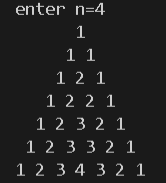 enter n=4
1
1 1
1 2 1
1 2 2 1
1 2 3 2 1
1 2 3 3 2 1
1 2 3 4 3 2 1